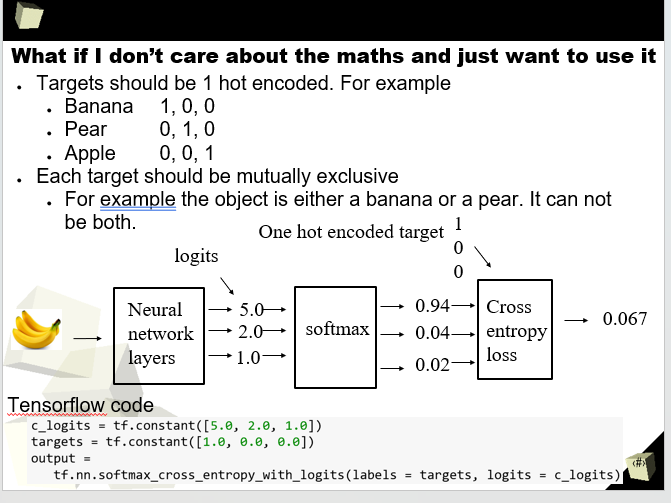 What if I don’t care about the maths and just want to use it
• Targets should be 1 hot encoded. For example
• Banana 1, 0, 0
• Pear 0, 1, 0
• Apple 0, 0, 1
• Each target should be mutually exclusive
• For example the object is either a banana or a pear. It can not
be both.
One hot encoded target
1
0
0
logits
Neural
network
layers
5.0
2.0
1.0
softmax
0.94
0.04
0.02
Cross
entropy
loss
0.067
Tensorflow code
c_logits = tf.constant([5.0, 2.0, 1.0])
targets = tf.constant([1.0, 0.0, 0.0])
output =
tf.nn.softmax_cross_entropy_with_logits(labels = targets, logits = c_logits)
‹#›